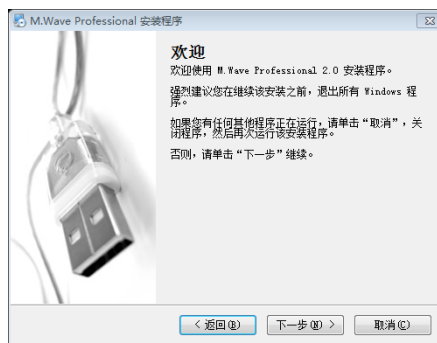 M.Wave Professional 安装程序
欢迎
欢迎使用 M.Wave Professional 2.0 安装程序。
强烈建议您在继续该安装之前，退出所有 Windows 程
序。
如果您有任何其他程序正在运行，请单击“取消”，关
闭程序，然后再次运行该安装程序。
否则，请单击“下一步”继续。
< 返回(B)
下一步(N) >
取消(C)